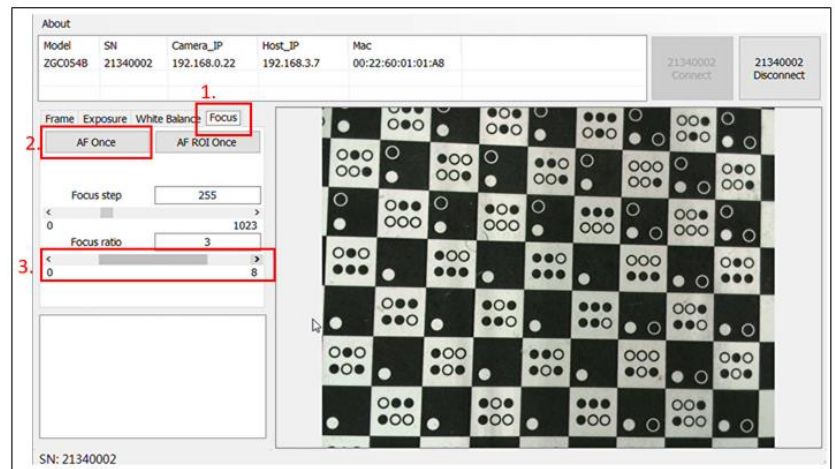 About
Model SN Camera_IP Host_IP Mac
ZGC054B 21340002 192.168.0.22 192.168.3.7 00:22:60:01:01:A8
21340002 Connect
21340002 Disconnect
1.
Frame Exposure White Balance Focus
2. AF Once AF ROI Once
Focus step 255
< >
0 1023
Focus ratio 3
3. < >
0 8
SN: 21340002